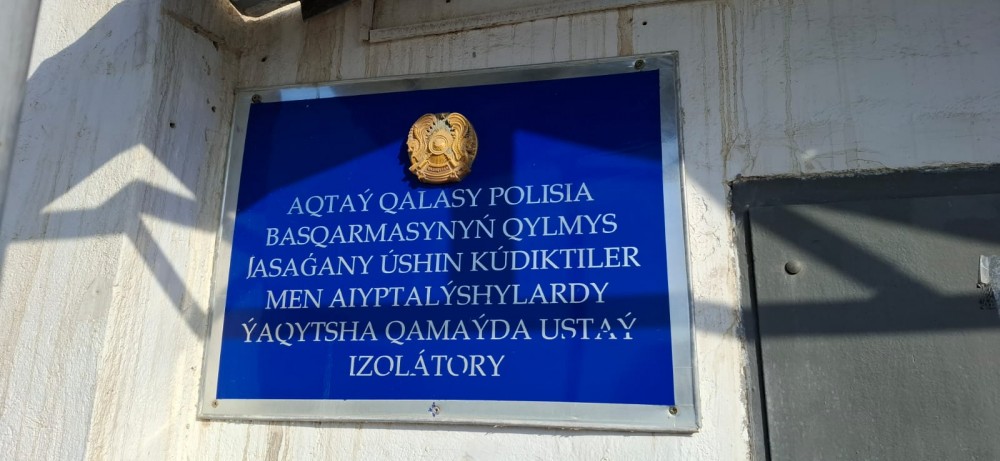 AQTAÝ QALASY POLISIA
BASQARMASYNYŃ QYLMYS
JASAǴANY ÚSHIN KÚDIKTILER
MEN AIYPTALÝSHYLARDY
ÝAQYTSHA QAMAÝDA USTAÝ
IZOLÁTORY